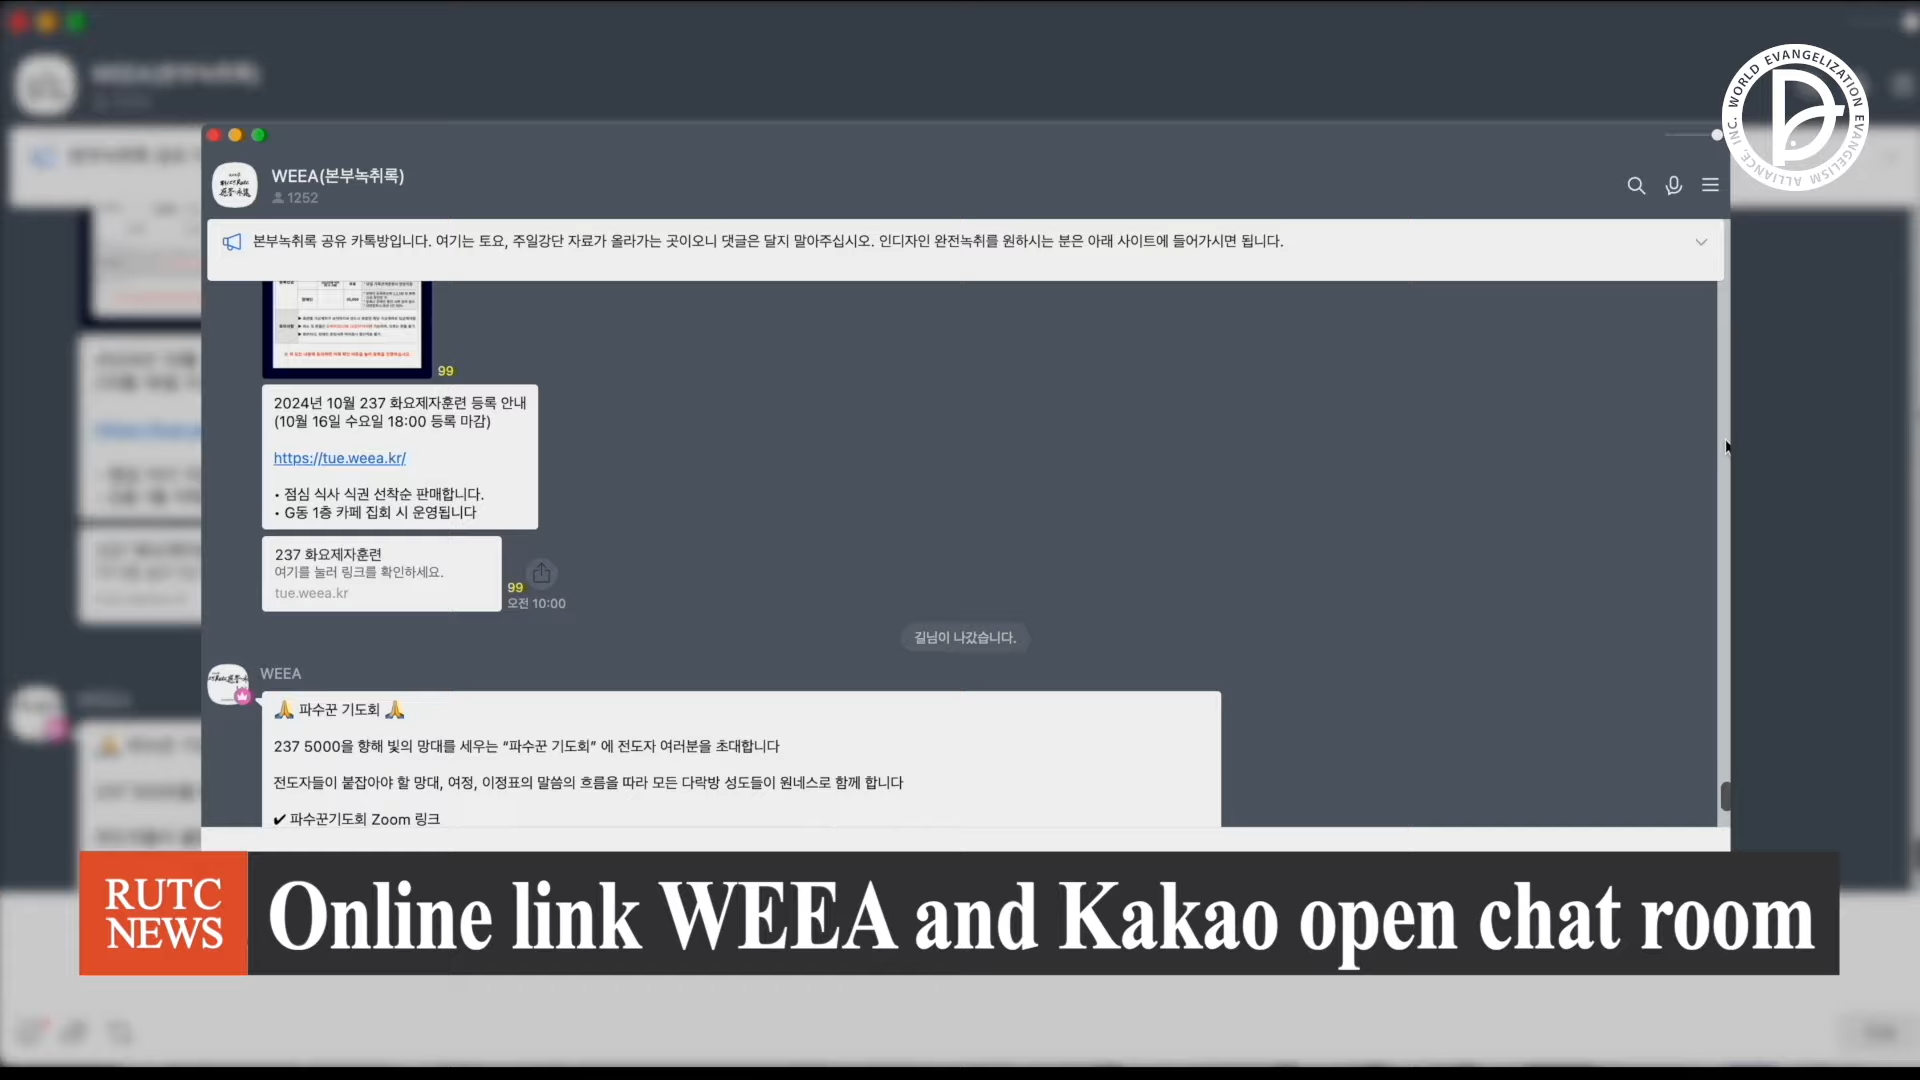 WORLD EVANGELIZATION EVANGELISM ALLIANCE, INC.
WEEA(본부녹취록)
1252
본부녹취록 공유 카톡방입니다. 여기는 토요, 주일강단 자료가 올라가는 곳이오니 댓글은 달지 말아주십시오. 인디자인 완전녹취를 원하시는 분은 아래 사이트에 들어가시면 됩니다.
99
2024년 10월 237 화요제자훈련 등록 안내
(10월 16일 수요일 18:00 등록 마감)
https://tue.weea.kr/
• 점심 식사 식권 선착순 판매합니다.
• G동 1층 카페 집회 시 운영됩니다
237 화요제자훈련
여기를 눌러 링크를 확인하세요.
tue.weea.kr
99
오전 10:00
길님이 나갔습니다.
WEEA
🙏 파수꾼 기도회 🙏
237 5000을 향해 빛의 망대를 세우는 “파수꾼 기도회” 에 전도자 여러분을 초대합니다
전도자들이 붙잡아야 할 망대, 여정, 이정표의 말씀의 흐름을 따라 모든 다락방 성도들이 원네스로 함께 합니다
✔ 파수꾼기도회 Zoom 링크
RUTC
NEWS
Online link WEEA and Kakao open chat room